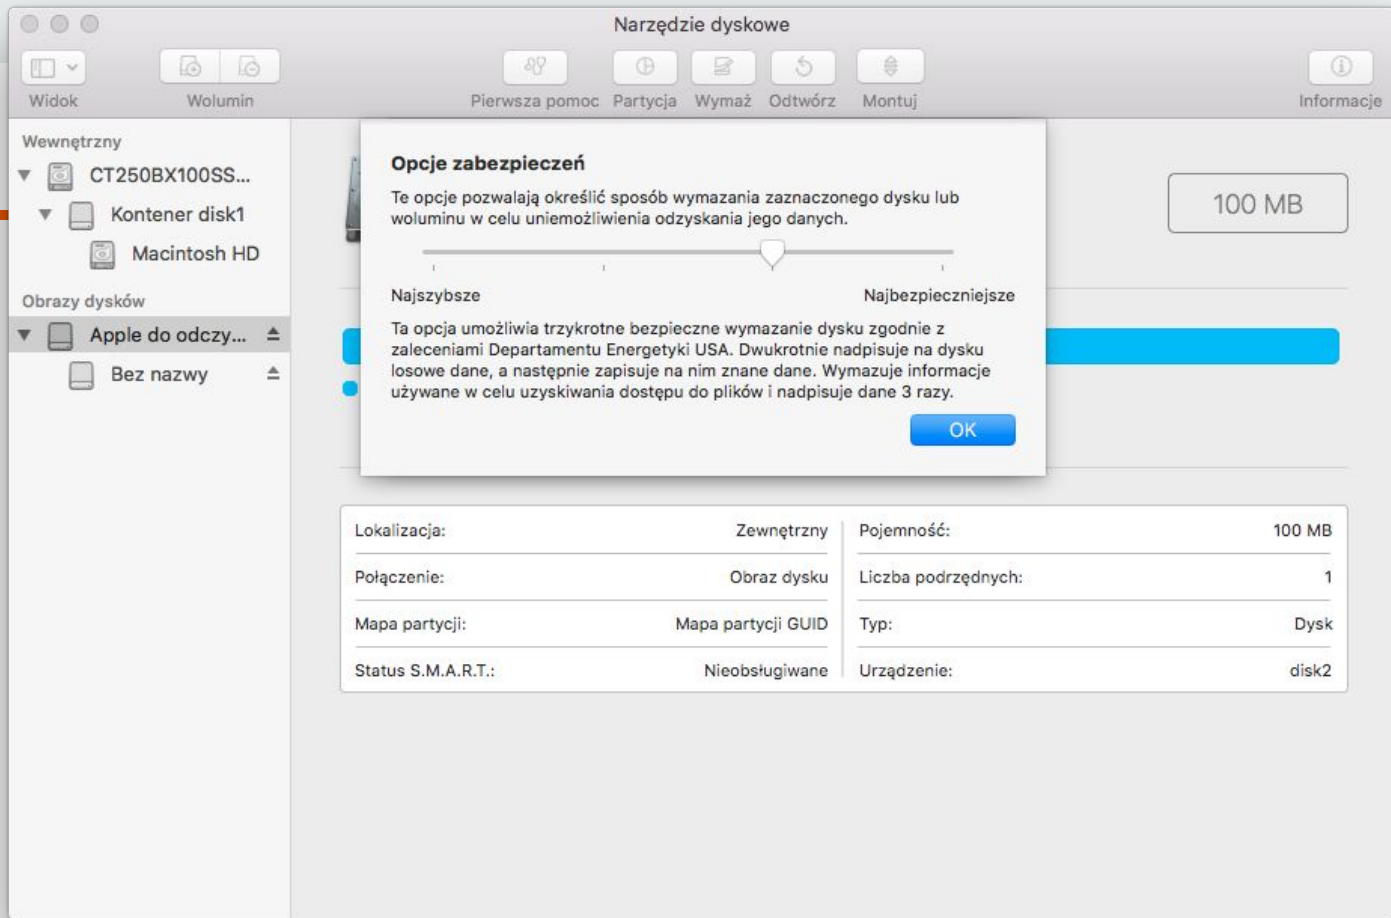 Narzędzie dyskowe
Widok
Wolumin
Pierwsza pomoc
Partycja
Wymaż
Odtwórz
Montuj
Informacje
Wewnętrzny
CT250BX100SS...
Kontener disk1
Macintosh HD
Obrazy dysków
Apple do odczy...
Bez nazwy
Opcje zabezpieczeń
Te opcje pozwalają określić sposób wymazania zaznaczonego dysku lub
woluminu w celu uniemożliwienia odzyskania jego danych.
Najszybsze
Najbezpieczniejsze
Ta opcja umożliwia trzykrotne bezpieczne wymazanie dysku zgodnie z
zaleceniami Departamentu Energetyki USA. Dwukrotnie nadpisuje na dysku
losowe dane, a następnie zapisuje na nim znane dane. Wymazuje informacje
używane w celu uzyskiwania dostępu do plików i nadpisuje dane 3 razy.
OK
100 MB
Lokalizacja: Zewnętrzny
Pojemność: 100 MB
Połączenie: Obraz dysku
Liczba podrzędnych: 1
Mapa partycji: Mapa partycji GUID
Typ: Dysk
Status S.M.A.R.T.: Nieobsługiwane
Urządzenie: disk2